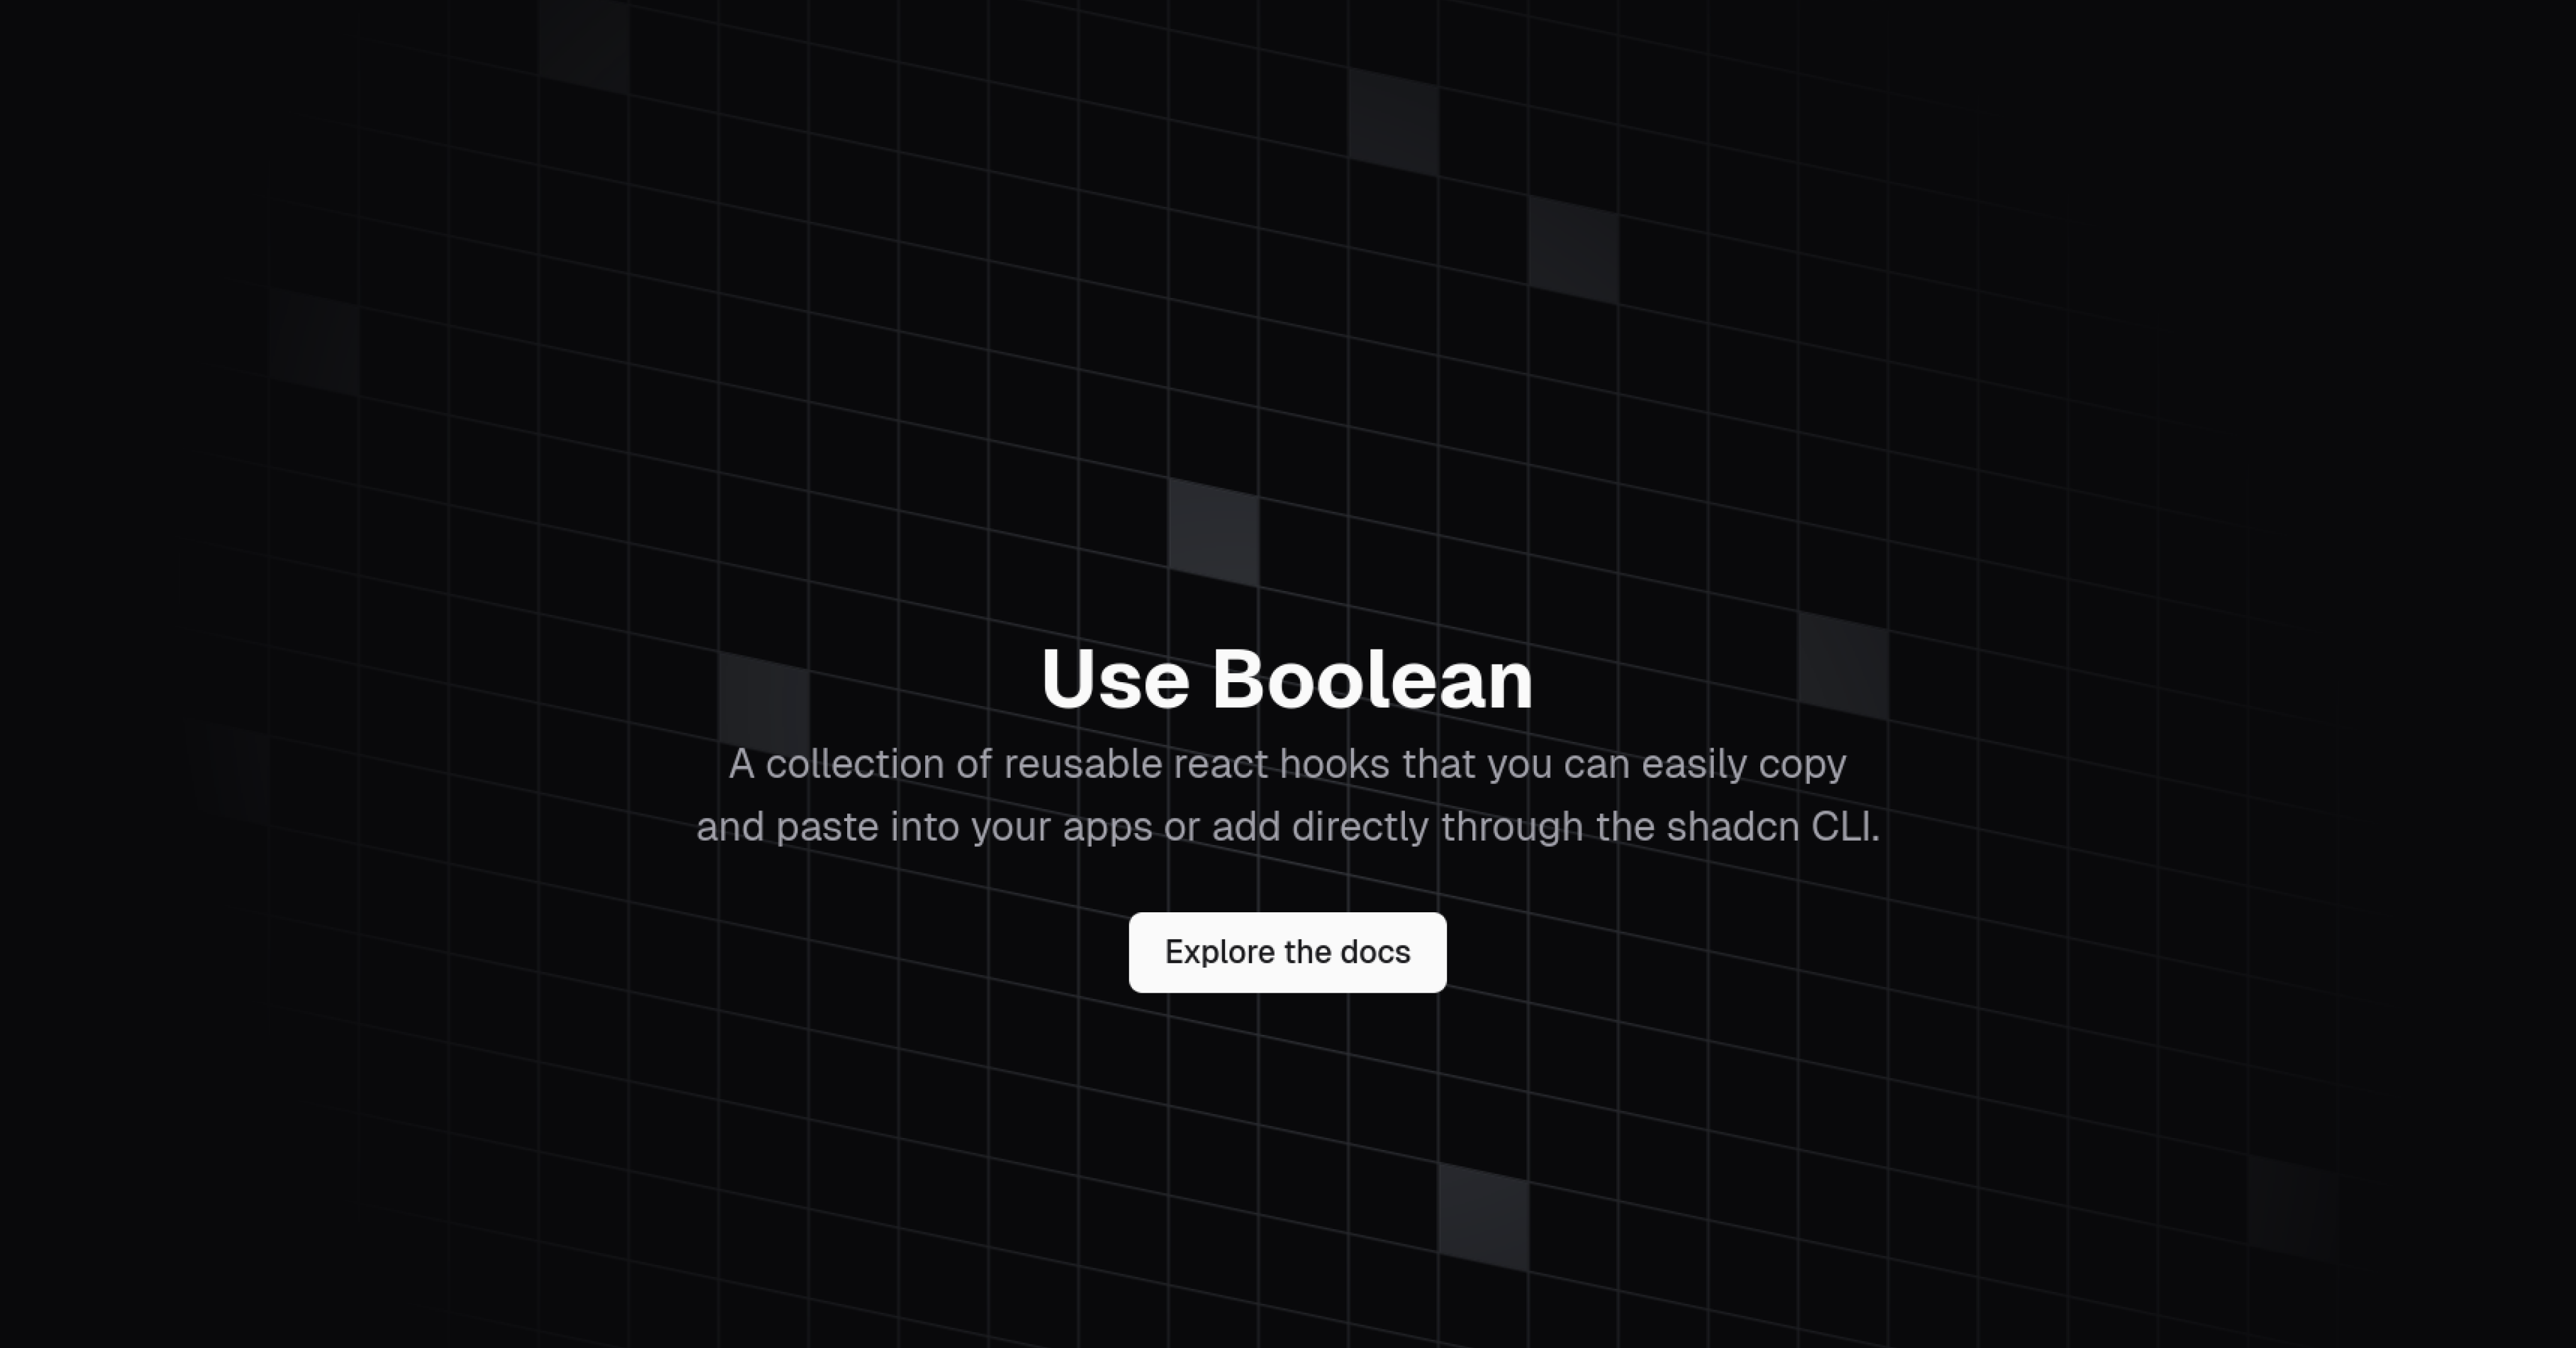 Use Boolean
A collection of reusable react hooks that you can easily copy
and paste into your apps or add directly through the shadcn CLI.
Explore the docs